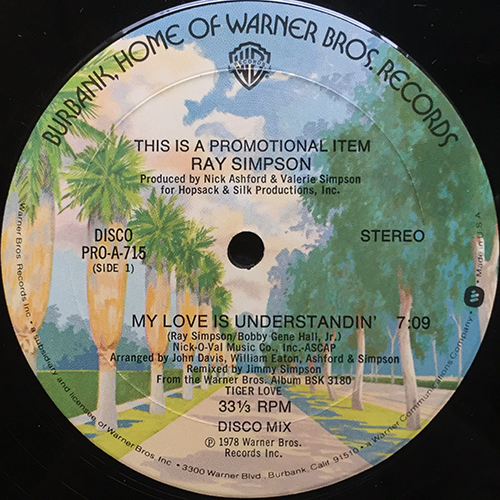 BURBANK, HOME OF WARNER BROS. RECORDS
RECORDS
THIS IS A PROMOTIONAL ITEM
RAY SIMPSON
Produced by Nick Ashford & Valerie Simpson
for Hopsack & Silk Productions, Inc.
DISCO
PRO-A-715
(SIDE 1)
STEREO
MY LOVE IS UNDERSTANDIN' 7:09
(Ray Simpson/Bobby Gene Hall, Jr.)
Nick-O-Val Music Co., Inc.-ASCAP
Arranged by John Davis, William Eaton, Ashford & Simpson
Remixed by Jimmy Simpson
From the Warner Bros. Album BSK 3180
TIGER LOVE
33⅓ RPM
DISCO MIX
℗ 1978 Warner Bros.
Records Inc.
Warner Bros. Records Inc. • a subsidiary and licensee of Warner Bros. Inc. • 3300 Warner Blvd., Burbank, Calif. 91510 • a Warner Communications Company • Made in U.S.A.